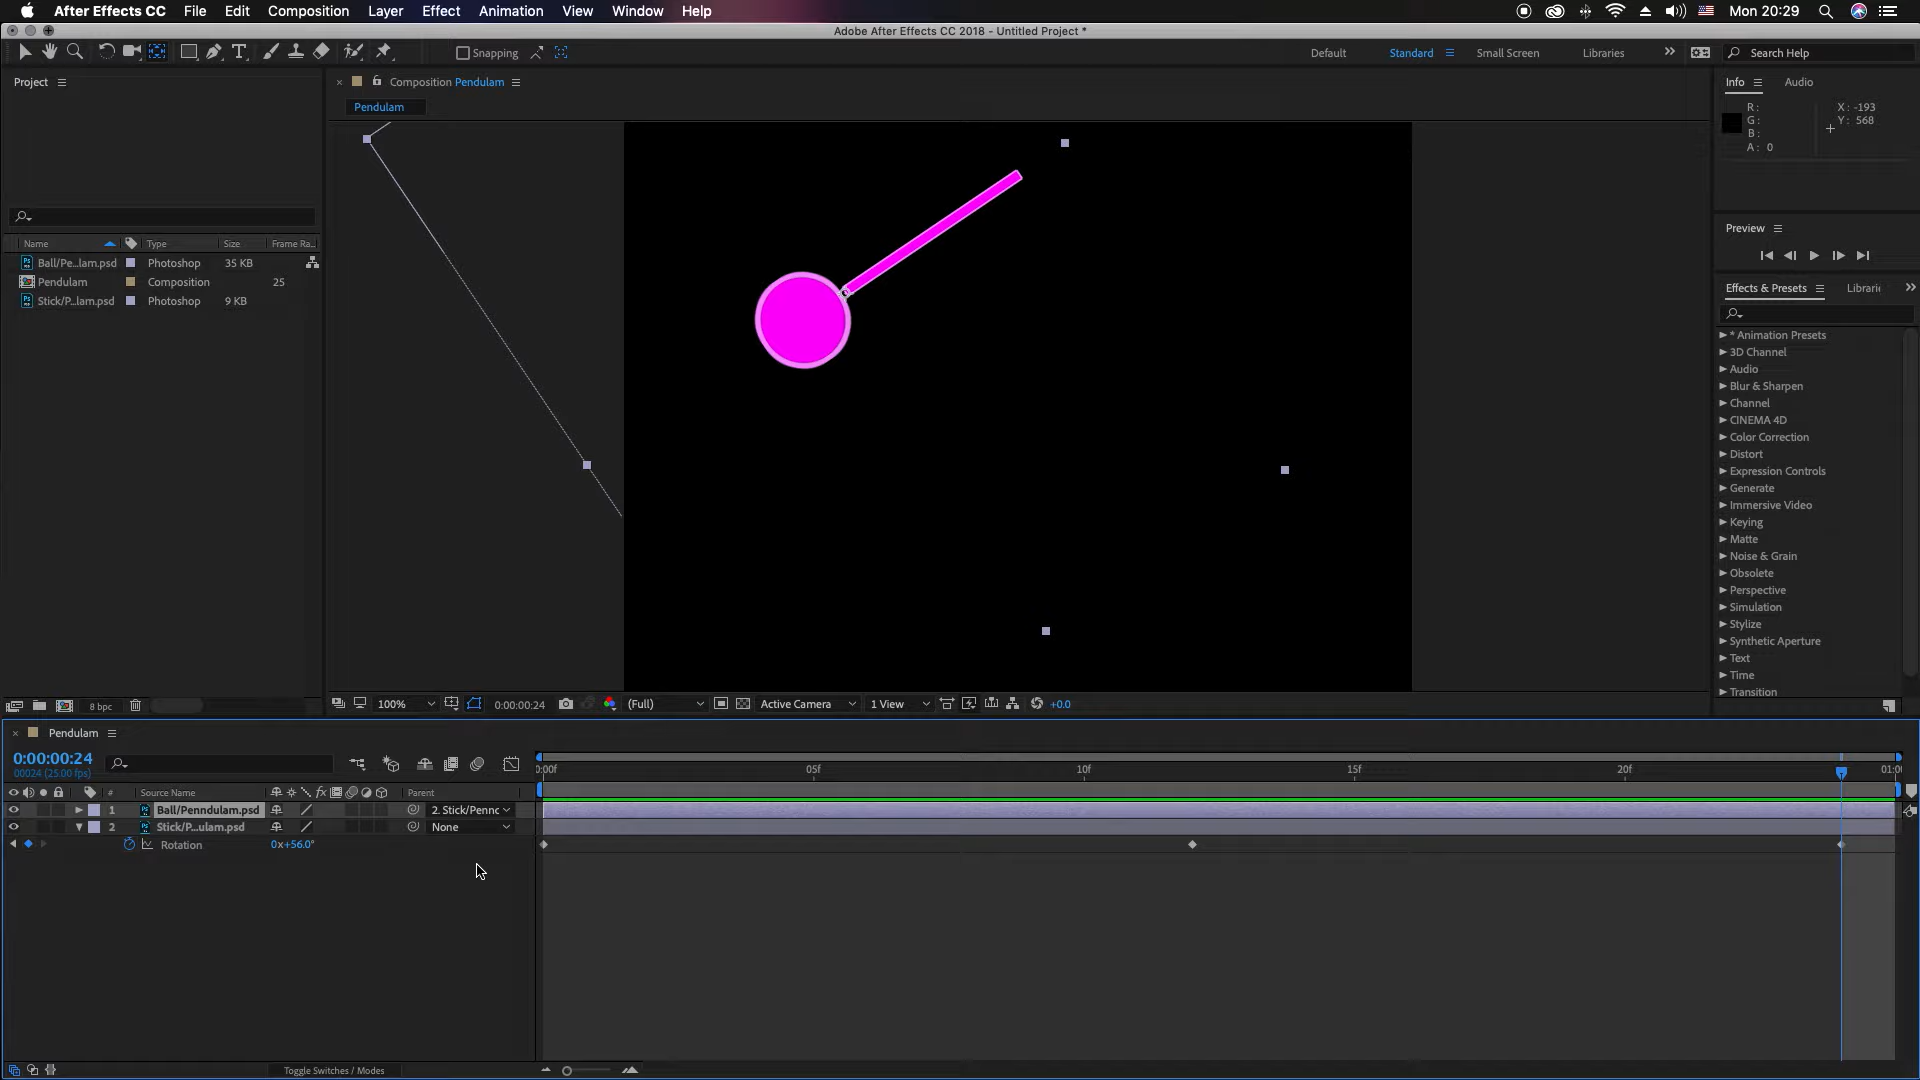 After Effects CC File Edit Composition Layer Effect Animation View Window Help Mon 20:29
Adobe After Effects CC 2018 - Untitled Project *
Snapping Default Standard Small Screen Libraries Search Help
Project
Composition Pendulam
Pendulam
Info Audio
R: X: -193
G: Y: 568
B:
A: 0
Preview
Name Type Size Frame Ra..
Ball/Pe...lam.psd Photoshop 35 KB
Pendulam Composition 25
Stick/P...lam.psd Photoshop 9 KB
Effects & Presets Librari
* Animation Presets
3D Channel
Audio
Blur & Sharpen
Channel
CINEMA 4D
Color Correction
Distort
Expression Controls
Generate
Immersive Video
Keying
Matte
Noise & Grain
Obsolete
Perspective
Simulation
Stylize
Synthetic Aperture
Text
Time
Transition
8 bpc
100% 0:00:00:24 (Full) Active Camera 1 View +0.0
Pendulam
0:00:00:24
00024 (25.00 fps)
0:00f 05f 10f 15f 20f 01:0
# Source Name fx Parent
1 Ball/Penndulam.psd 2. Stick/Pennc
2 Stick/P...ulam.psd None
Rotation 0x+56.0°
Toggle Switches / Modes